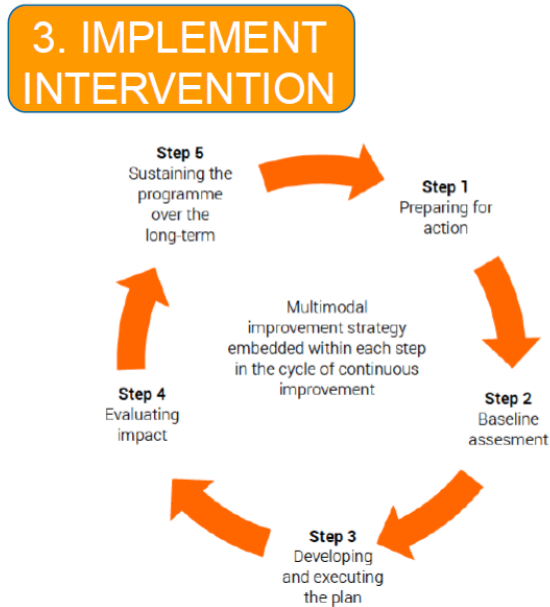 3. IMPLEMENT
INTERVENTION
Step 5
Sustaining the
programme
over the
long-term
Step 1
Preparing for
action
Multimodal
improvement strategy
embedded within each step
in the cycle of continuous
improvement
Step 4
Evaluating
impact
Step 2
Baseline
assesment
Step 3
Developing
and executing
the plan